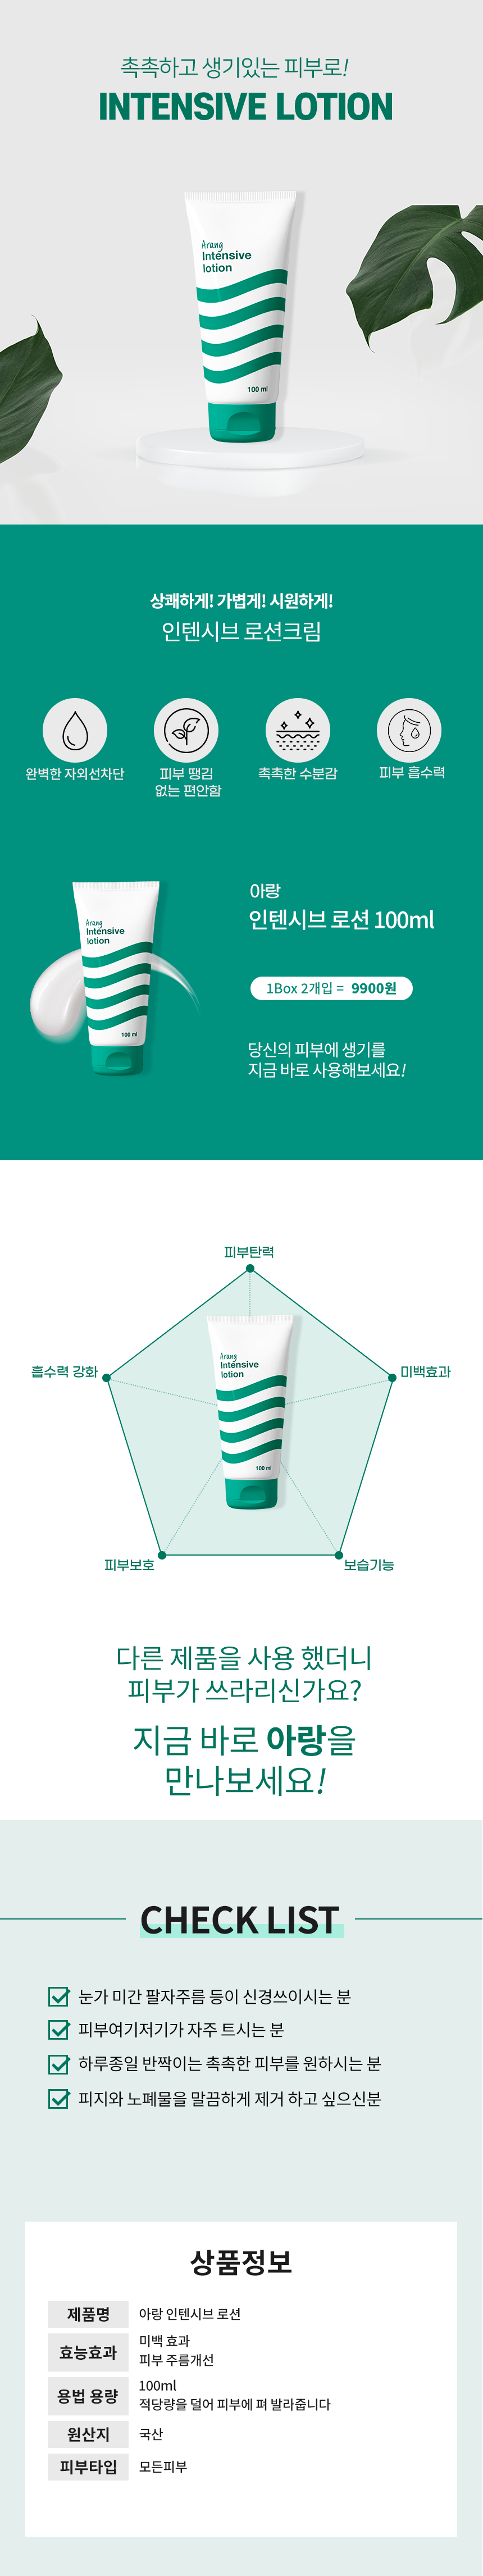 촉촉하고 생기있는 피부로!
INTENSIVE LOTION
Arang
Intensive
lotion
100 ml
상쾌하게! 가볍게! 시원하게!
인텐시브 로션크림
완벽한 자외선차단
피부 땡김
없는 편안함
촉촉한 수분감
피부 흡수력
Arang
Intensive
lotion
100 ml
아랑
인텐시브 로션 100ml
1Box 2개입 = 9900원
당신의 피부에 생기를
지금 바로 사용해보세요!
피부탄력
흡수력 강화
미백효과
Arang
Intensive
lotion
100 ml
피부보호
보습기능
다른 제품을 사용 했더니
피부가 쓰라리신가요?
지금 바로 아랑을
만나보세요!
CHECK LIST
눈가 미간 팔자주름 등이 신경쓰이시는 분
피부여기저기가 자주 트시는 분
하루종일 반짝이는 촉촉한 피부를 원하시는 분
피지와 노폐물을 말끔하게 제거 하고 싶으신분
상품정보
제품명 아랑 인텐시브 로션
효능효과 미백 효과
피부 주름개선
용법 용량 100ml
적당량을 덜어 피부에 펴 발라줍니다
원산지 국산
피부타입 모든피부